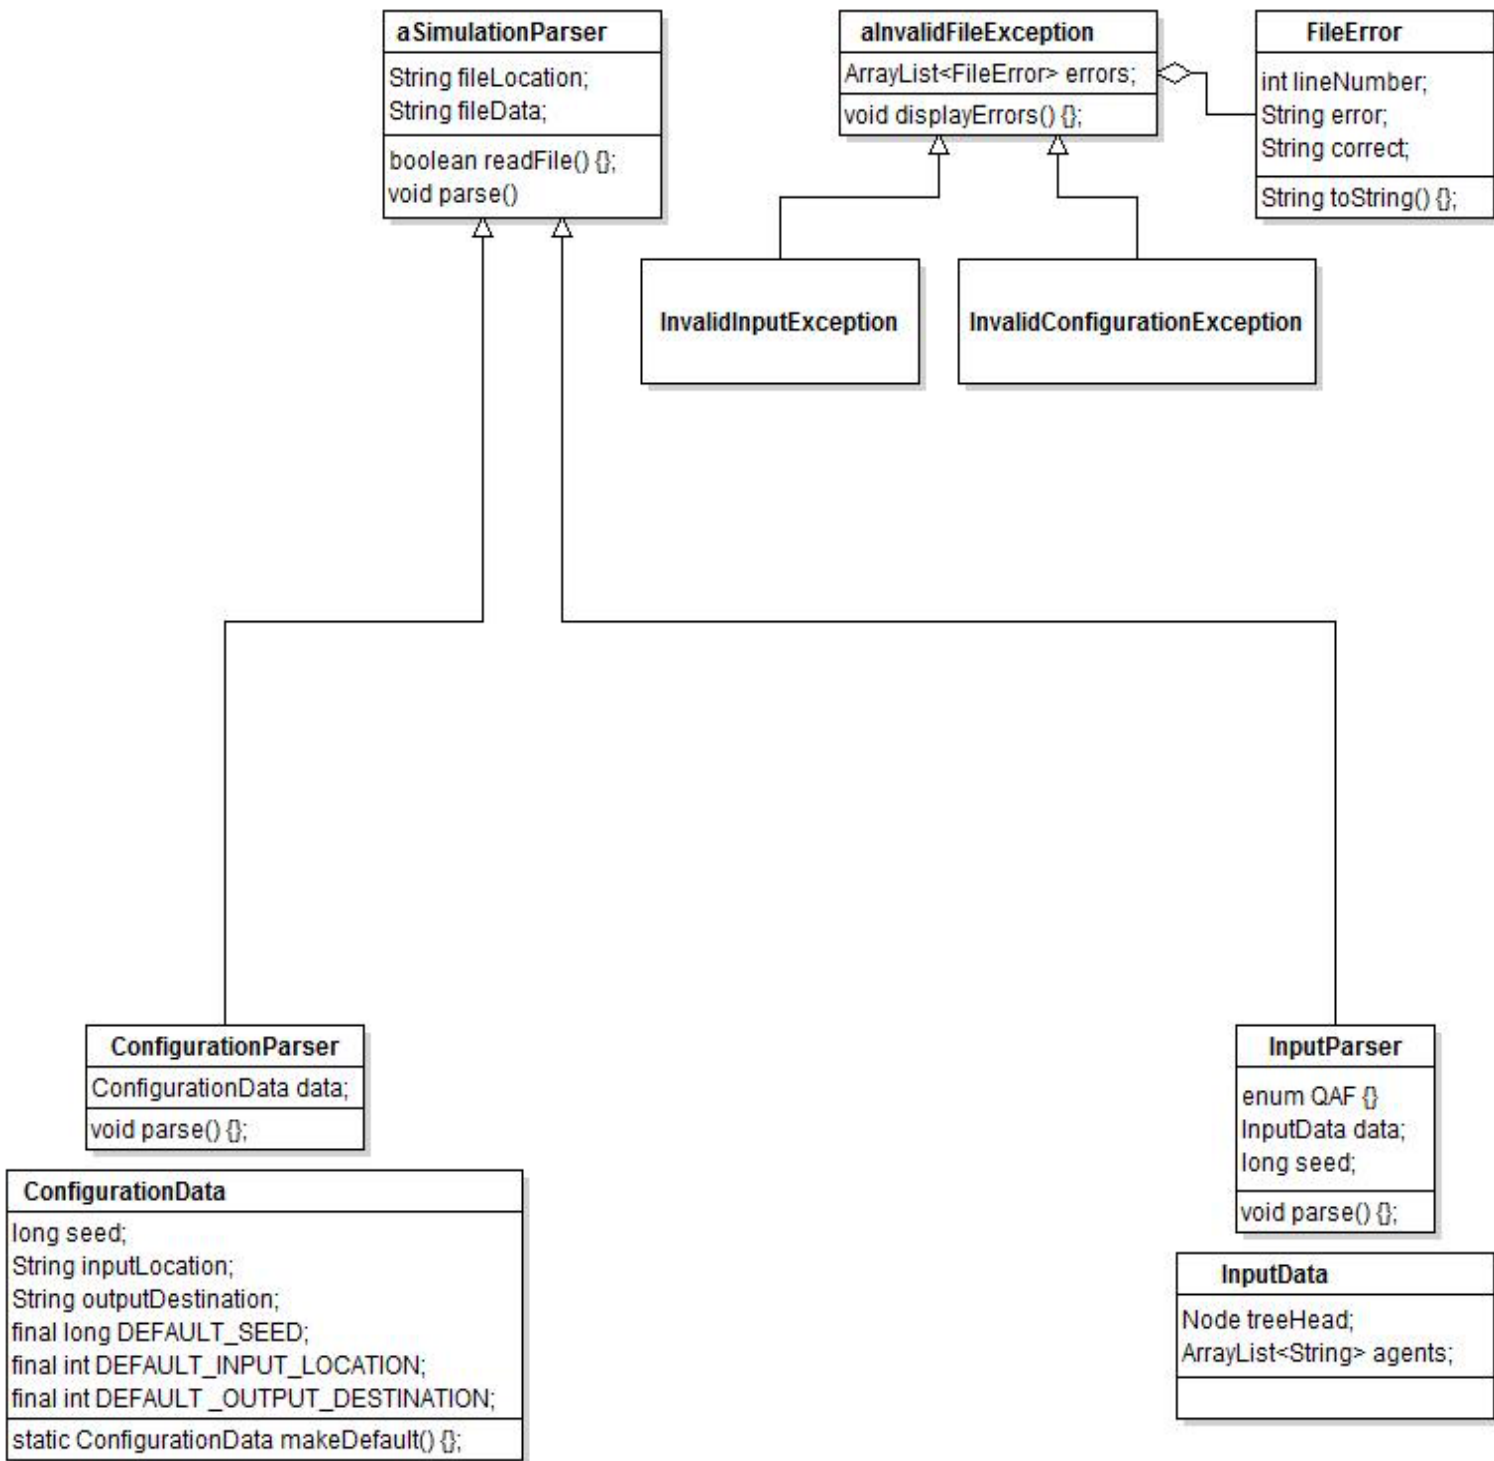 aSimulationParser
String fileLocation;
String fileData;
boolean readFile() {};
void parse()
aInvalidFileException
ArrayList<FileError> errors;
void displayErrors() {};
FileError
int lineNumber;
String error;
String correct;
String toString() {};
InvalidInputException
InvalidConfigurationException
ConfigurationParser
ConfigurationData data;
void parse() {};
ConfigurationData
long seed;
String inputLocation;
String outputDestination;
final long DEFAULT_SEED;
final int DEFAULT_INPUT_LOCATION;
final int DEFAULT _OUTPUT_DESTINATION;
static ConfigurationData makeDefault() {};
InputParser
enum QAF {}
InputData data;
long seed;
void parse() {};
InputData
Node treeHead;
ArrayList<String> agents;